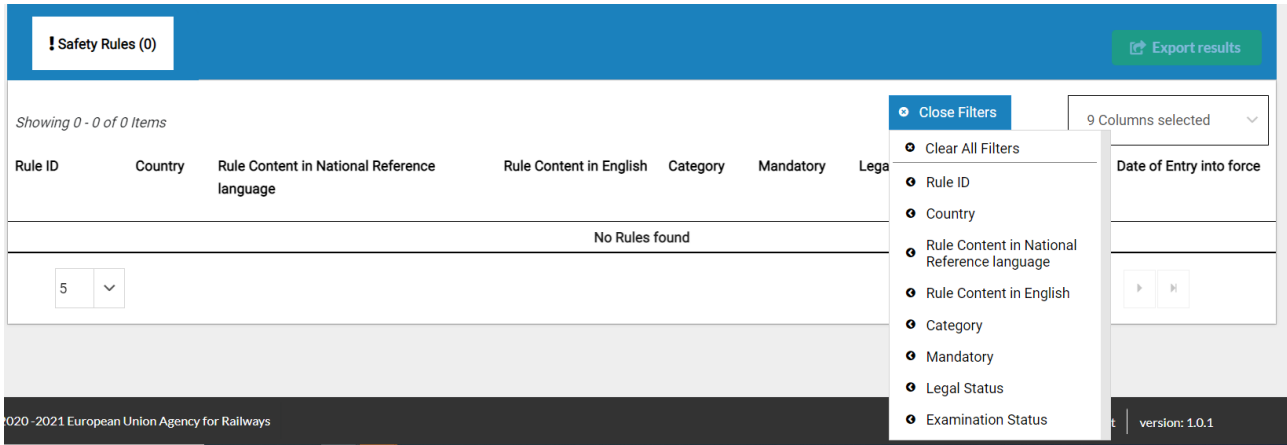 ! Safety Rules (0)
Export results
Showing 0 - 0 of 0 Items
Close Filters
9 Columns selected
Clear All Filters
Rule ID
Country
Rule Content in National Reference
language
Rule Content in English
Category
Mandatory
Lega
Date of Entry into force
Rule ID
Country
Rule Content in National
Reference language
Rule Content in English
Category
Mandatory
Legal Status
Examination Status
No Rules found
5
2020 -2021 European Union Agency for Railways
t
version: 1.0.1